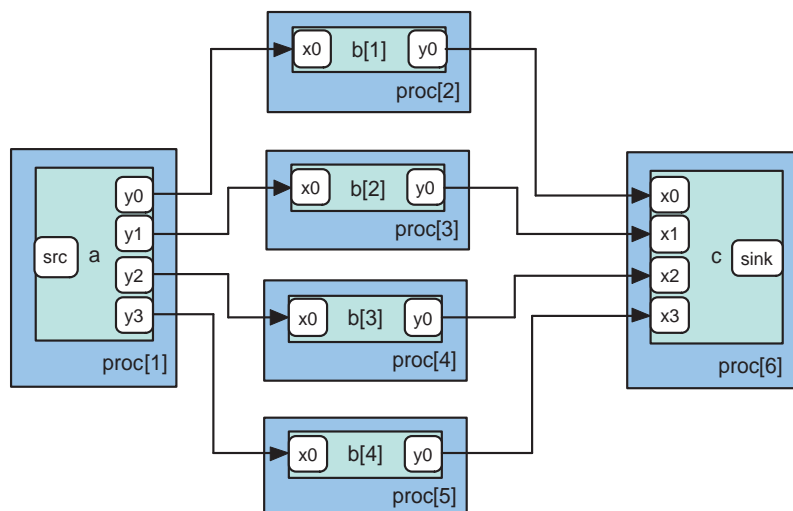 x0 b[1] y0
proc[2]
src a
y0
y1
y2
y3
proc[1]
x0 b[2] y0
proc[3]
x0 b[3] y0
proc[4]
x0 b[4] y0
proc[5]
x0
x1
x2
x3
c sink
proc[6]